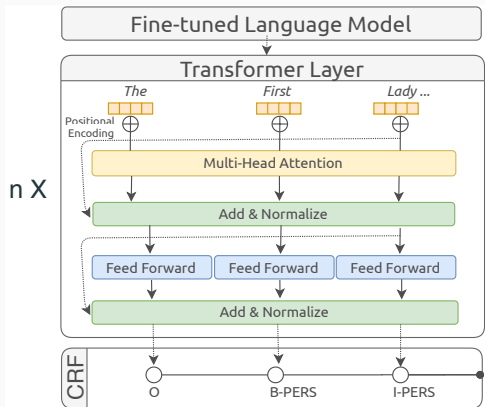 Fine-tuned Language Model
Transformer Layer
The First Lady ...
Positional
Encoding
Multi-Head Attention
n X
Add & Normalize
Feed Forward Feed Forward Feed Forward
Add & Normalize
CRF
O B-PERS I-PERS